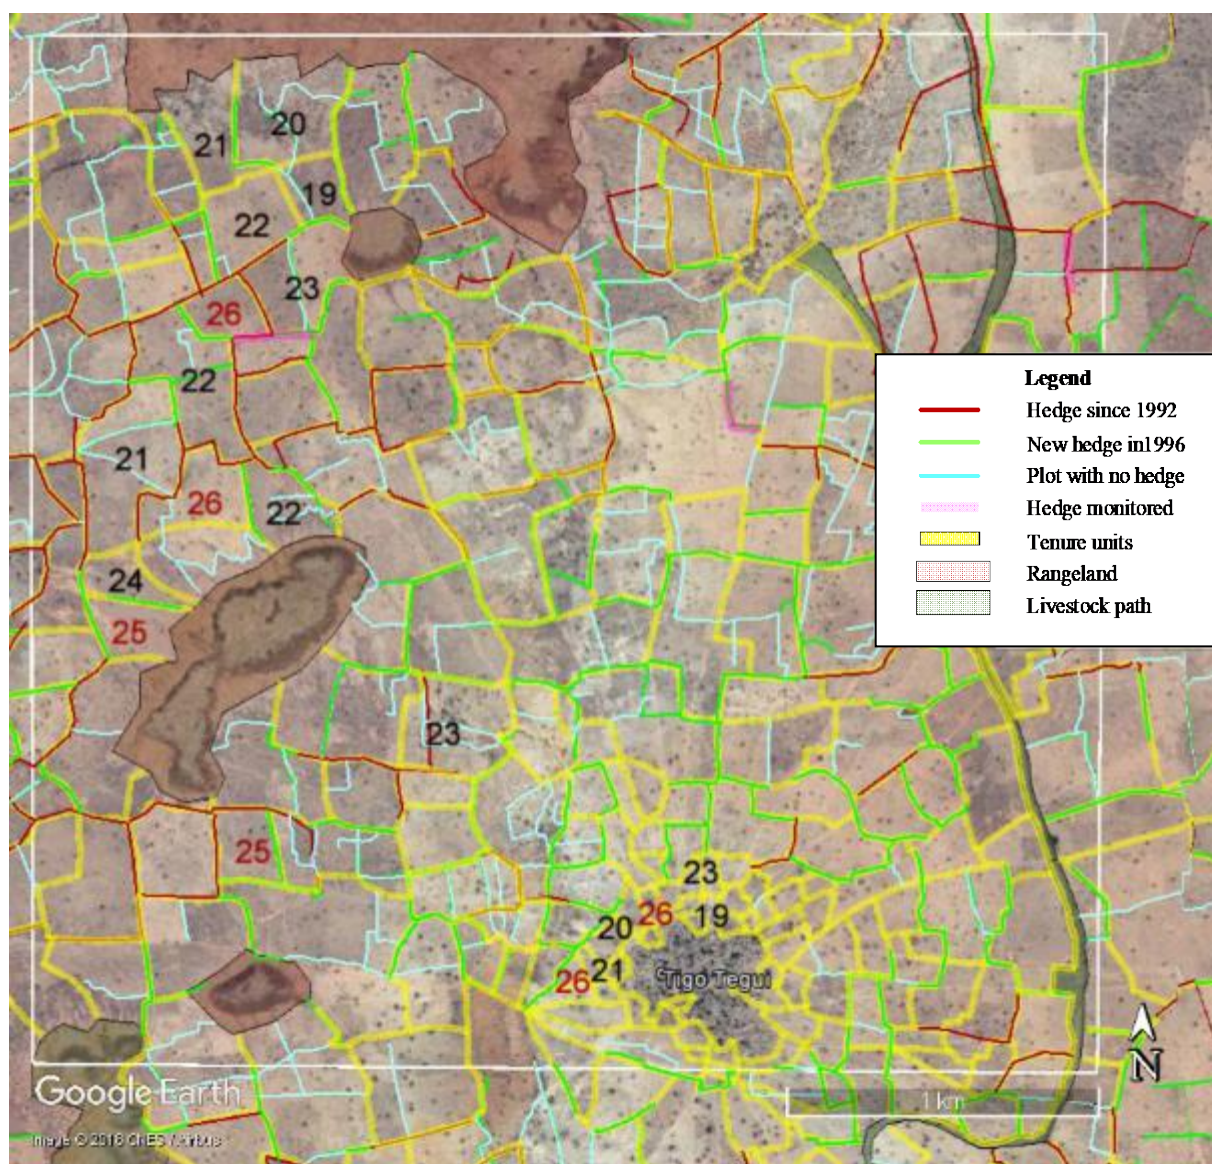 20
21
19
22
23
26
22
Legend
Hedge since 1992
New hedge in1996
Plot with no hedge
Hedge monitored
Tenure units
Rangeland
Livestock path
21
26
22
24
25
23
25
23
26
19
20
21
26
Tigo Tegui
N
Google Earth
1 km
Image © 2016 CNES / Airbus